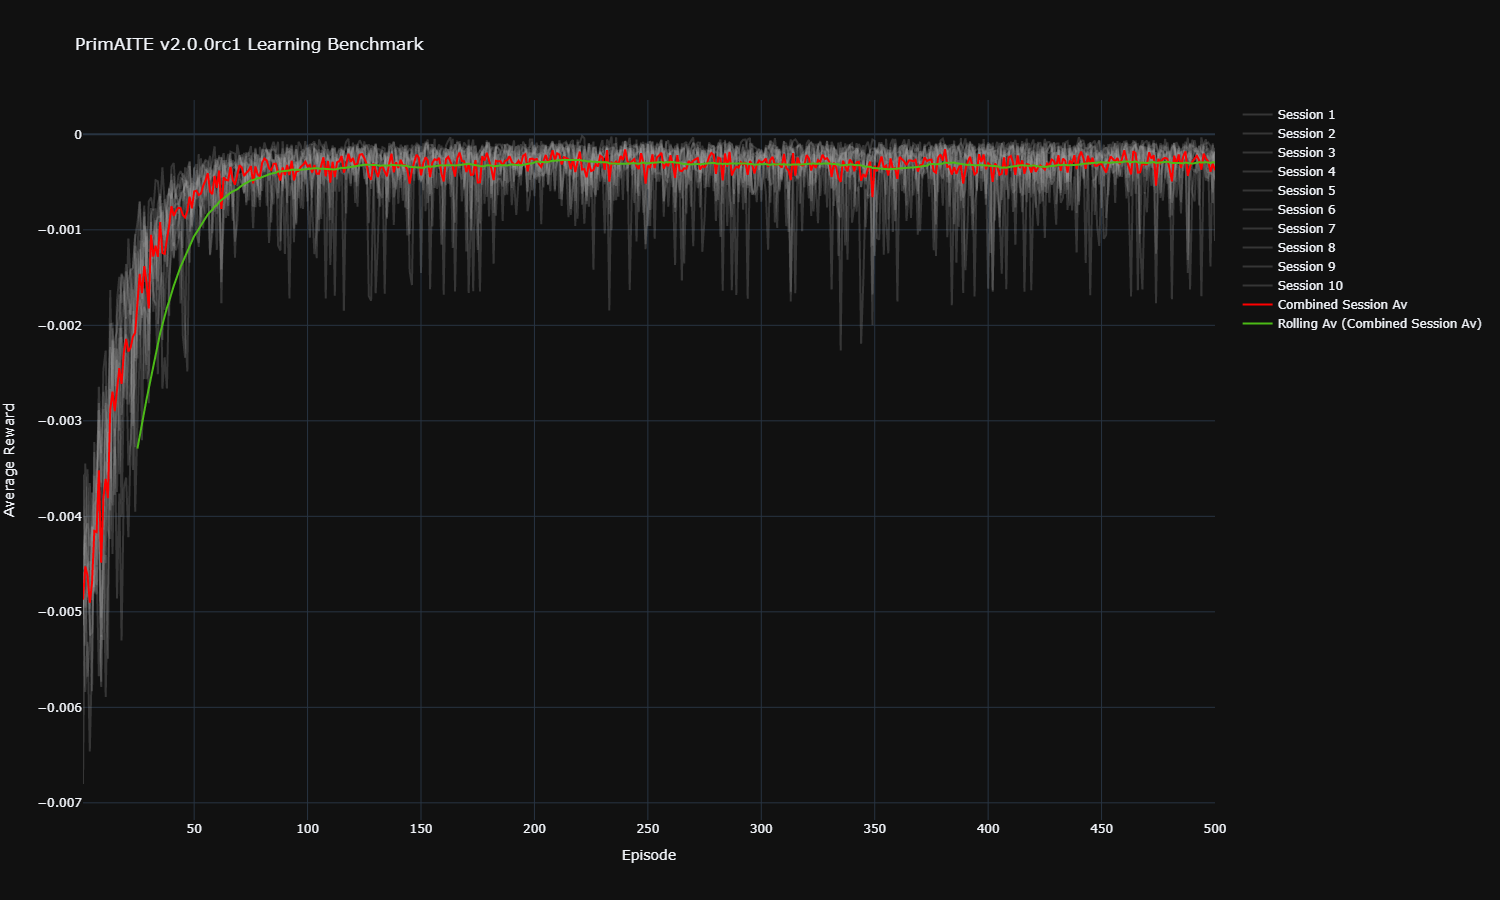 PrimAITE v2.0.0rc1 Learning Benchmark
0
−0.001
−0.002
−0.003
−0.004
−0.005
−0.006
−0.007
Average Reward
50
100
150
200
250
300
350
400
450
500
Episode
Session 1
Session 2
Session 3
Session 4
Session 5
Session 6
Session 7
Session 8
Session 9
Session 10
Combined Session Av
Rolling Av (Combined Session Av)